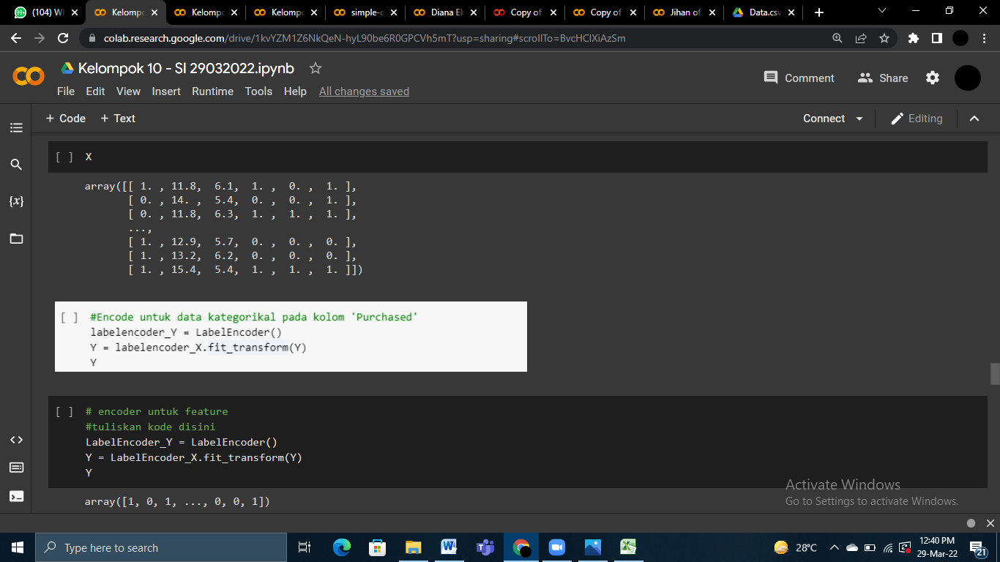 (104) W
Kelomp
Kelompo
Kelompo
simple-d
Diana Ek
Copy of
Copy of
Jihan of
Data.csv
colab.research.google.com/drive/1kvYZM1Z6NkQeN-hyL90be6R0GPCVh5mT?usp=sharing#scrollTo=BvcHClXiAzSm
Kelompok 10 - SI 29032022.ipynb
Comment
Share
File Edit View Insert Runtime Tools Help All changes saved
+ Code + Text
Connect
Editing
[ ] X
array([[ 1. , 11.8, 6.1, 1. , 0. , 1. ],
[ 0. , 14. , 5.4, 0. , 0. , 1. ],
[ 0. , 11.8, 6.3, 1. , 1. , 1. ],
...,
[ 1. , 12.9, 5.7, 0. , 0. , 0. ],
[ 1. , 13.2, 6.2, 0. , 0. , 0. ],
[ 1. , 15.4, 5.4, 1. , 1. , 1. ]])
[ ] #Encode untuk data kategorikal pada kolom 'Purchased'
labelencoder_Y = LabelEncoder()
Y = labelencoder_X.fit_transform(Y)
Y
[ ] # encoder untuk feature
#tuliskan kode disini
LabelEncoder_Y = LabelEncoder()
Y = LabelEncoder_X.fit_transform(Y)
Y
array([1, 0, 1, ..., 0, 0, 1])
Activate Windows
Go to Settings to activate Windows.
Type here to search
28°C
12:40 PM
29-Mar-22
21